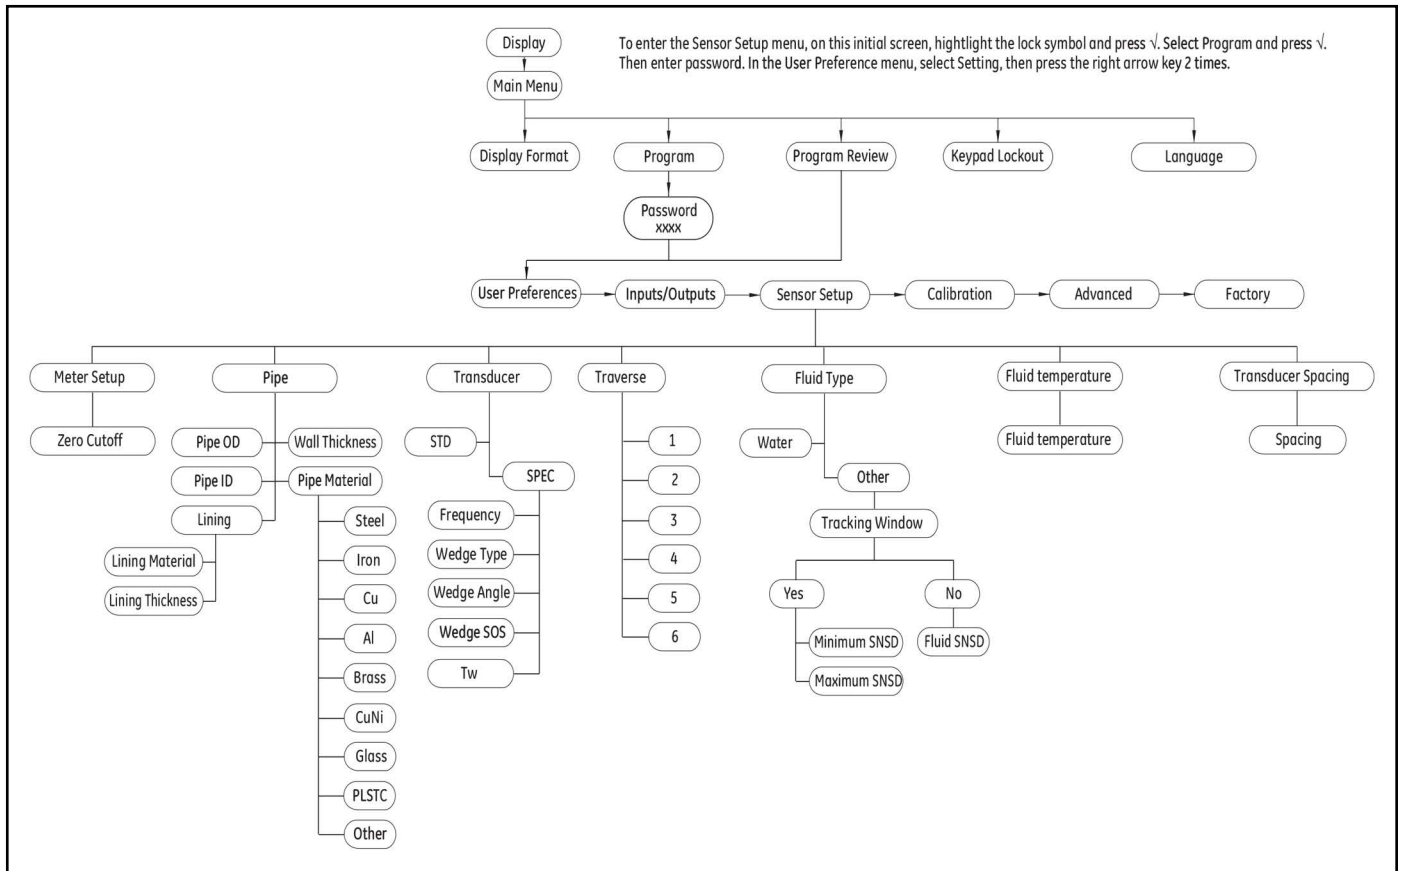 Display
To enter the Sensor Setup menu, on this initial screen, hightlight the lock symbol and press √. Select Program and press √.
Then enter password. In the User Preference menu, select Setting, then press the right arrow key 2 times.
Main Menu
Display Format
Program
Program Review
Keypad Lockout
Language
Password
xxxx
User Preferences
Inputs/Outputs
Sensor Setup
Calibration
Advanced
Factory
Meter Setup
Pipe
Transducer
Traverse
Fluid Type
Fluid temperature
Transducer Spacing
Zero Cutoff
Pipe OD
Wall Thickness
Pipe ID
Pipe Material
Lining
Lining Material
Lining Thickness
Steel
Iron
Cu
Al
Brass
CuNi
Glass
PLSTC
Other
STD
SPEC
Frequency
Wedge Type
Wedge Angle
Wedge SOS
Tw
1
2
3
4
5
6
Water
Other
Tracking Window
Yes
No
Minimum SNSD
Maximum SNSD
Fluid SNSD
Fluid temperature
Spacing